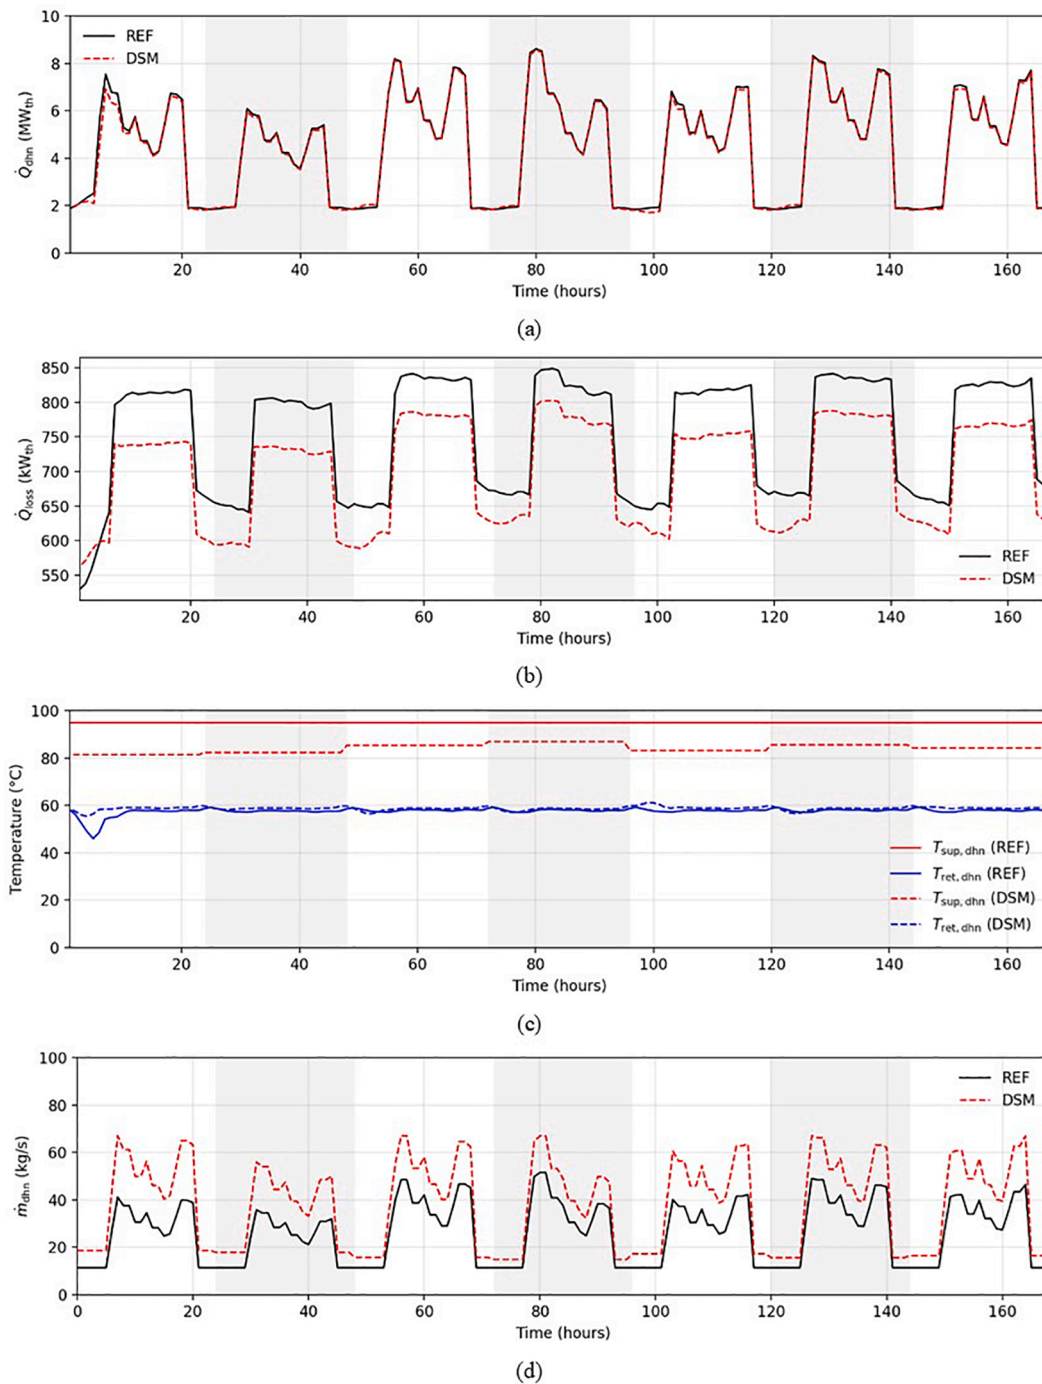 10
8
6
4
2
0
Q̇dhn (MWth)
REF
DSM
20 40 60 80 100 120 140 160
Time (hours)
(a)
850
800
750
700
650
600
550
Q̇loss (kWth)
REF
DSM
20 40 60 80 100 120 140 160
Time (hours)
(b)
100
80
60
40
20
0
Temperature (°C)
Tsup, dhn (REF)
Tret, dhn (REF)
Tsup, dhn (DSM)
Tret, dhn (DSM)
20 40 60 80 100 120 140 160
Time (hours)
(c)
100
80
60
40
20
0
ṁdhn (kg/s)
REF
DSM
0 20 40 60 80 100 120 140 160
Time (hours)
(d)